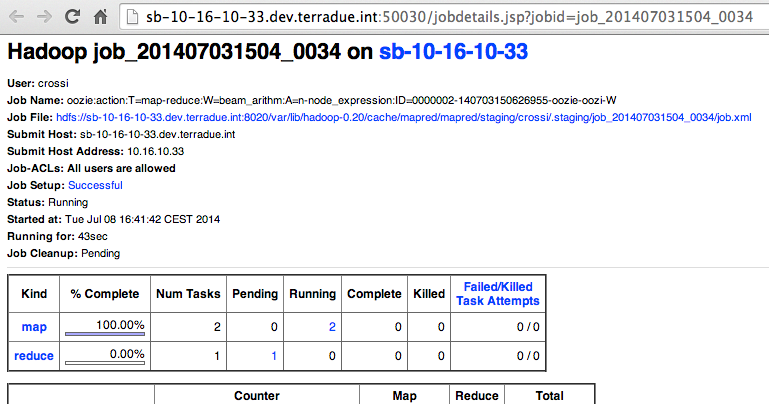 sb-10-16-10-33.dev.terradue.int:50030/jobdetails.jsp?jobid=job_201407031504_0034
Hadoop job_201407031504_0034 on sb-10-16-10-33
User: crossi
Job Name: oozie:action:T=map-reduce:W=beam_arithm:A=n-node_expression:ID=0000002-140703150626955-oozie-oozi-W
Job File: hdfs://sb-10-16-10-33.dev.terradue.int:8020/var/lib/hadoop-0.20/cache/mapred/mapred/staging/crossi/.staging/job_201407031504_0034/job.xml
Submit Host: sb-10-16-10-33.dev.terradue.int
Submit Host Address: 10.16.10.33
Job-ACLs: All users are allowed
Job Setup: Successful
Status: Running
Started at: Tue Jul 08 16:41:42 CEST 2014
Running for: 43sec
Job Cleanup: Pending
Kind % Complete Num Tasks Pending Running Complete Killed Failed/Killed Task Attempts
map 100.00% 2 0 2 0 0 0 / 0
reduce 0.00% 1 1 0 0 0 0 / 0
Counter Map Reduce Total